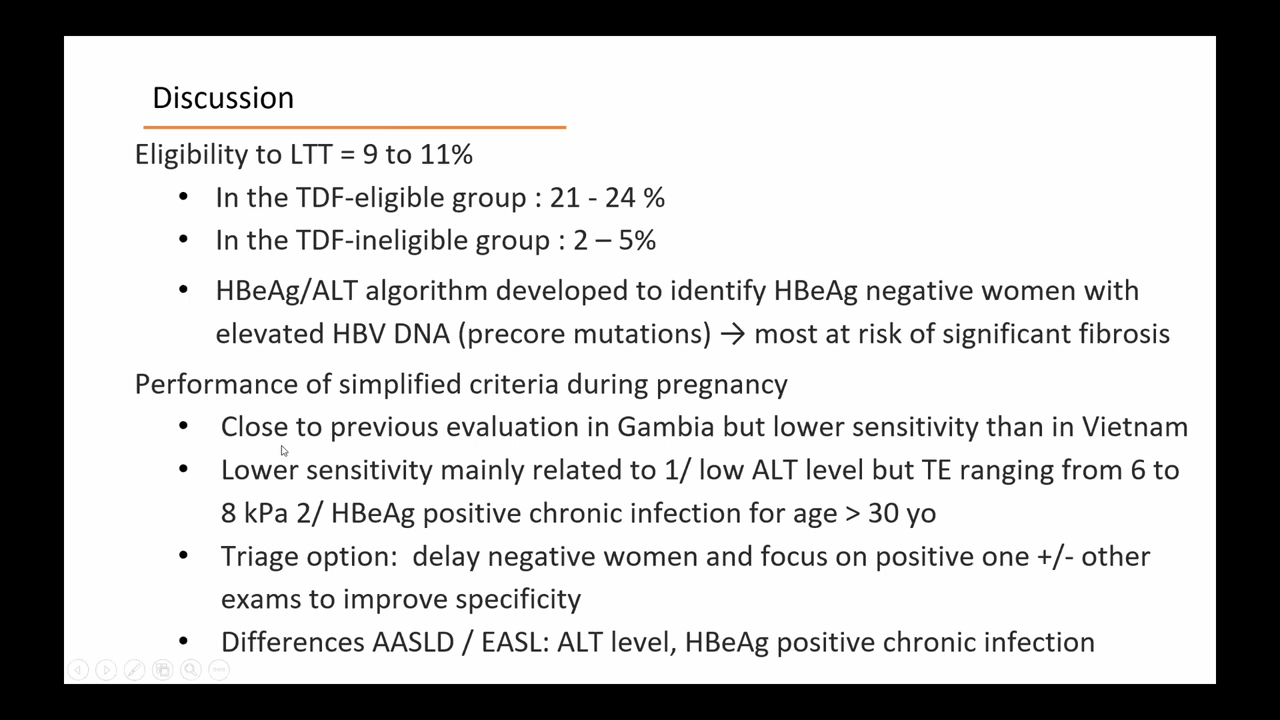 Discussion
Eligibility to LTT = 9 to 11%
• In the TDF-eligible group : 21 - 24 %
• In the TDF-ineligible group : 2 – 5%
• HBeAg/ALT algorithm developed to identify HBeAg negative women with
elevated HBV DNA (precore mutations) → most at risk of significant fibrosis
Performance of simplified criteria during pregnancy
• Close to previous evaluation in Gambia but lower sensitivity than in Vietnam
• Lower sensitivity mainly related to 1/ low ALT level but TE ranging from 6 to
8 kPa 2/ HBeAg positive chronic infection for age > 30 yo
• Triage option:  delay negative women and focus on positive one +/- other
exams to improve specificity
• Differences AASLD / EASL: ALT level, HBeAg positive chronic infection